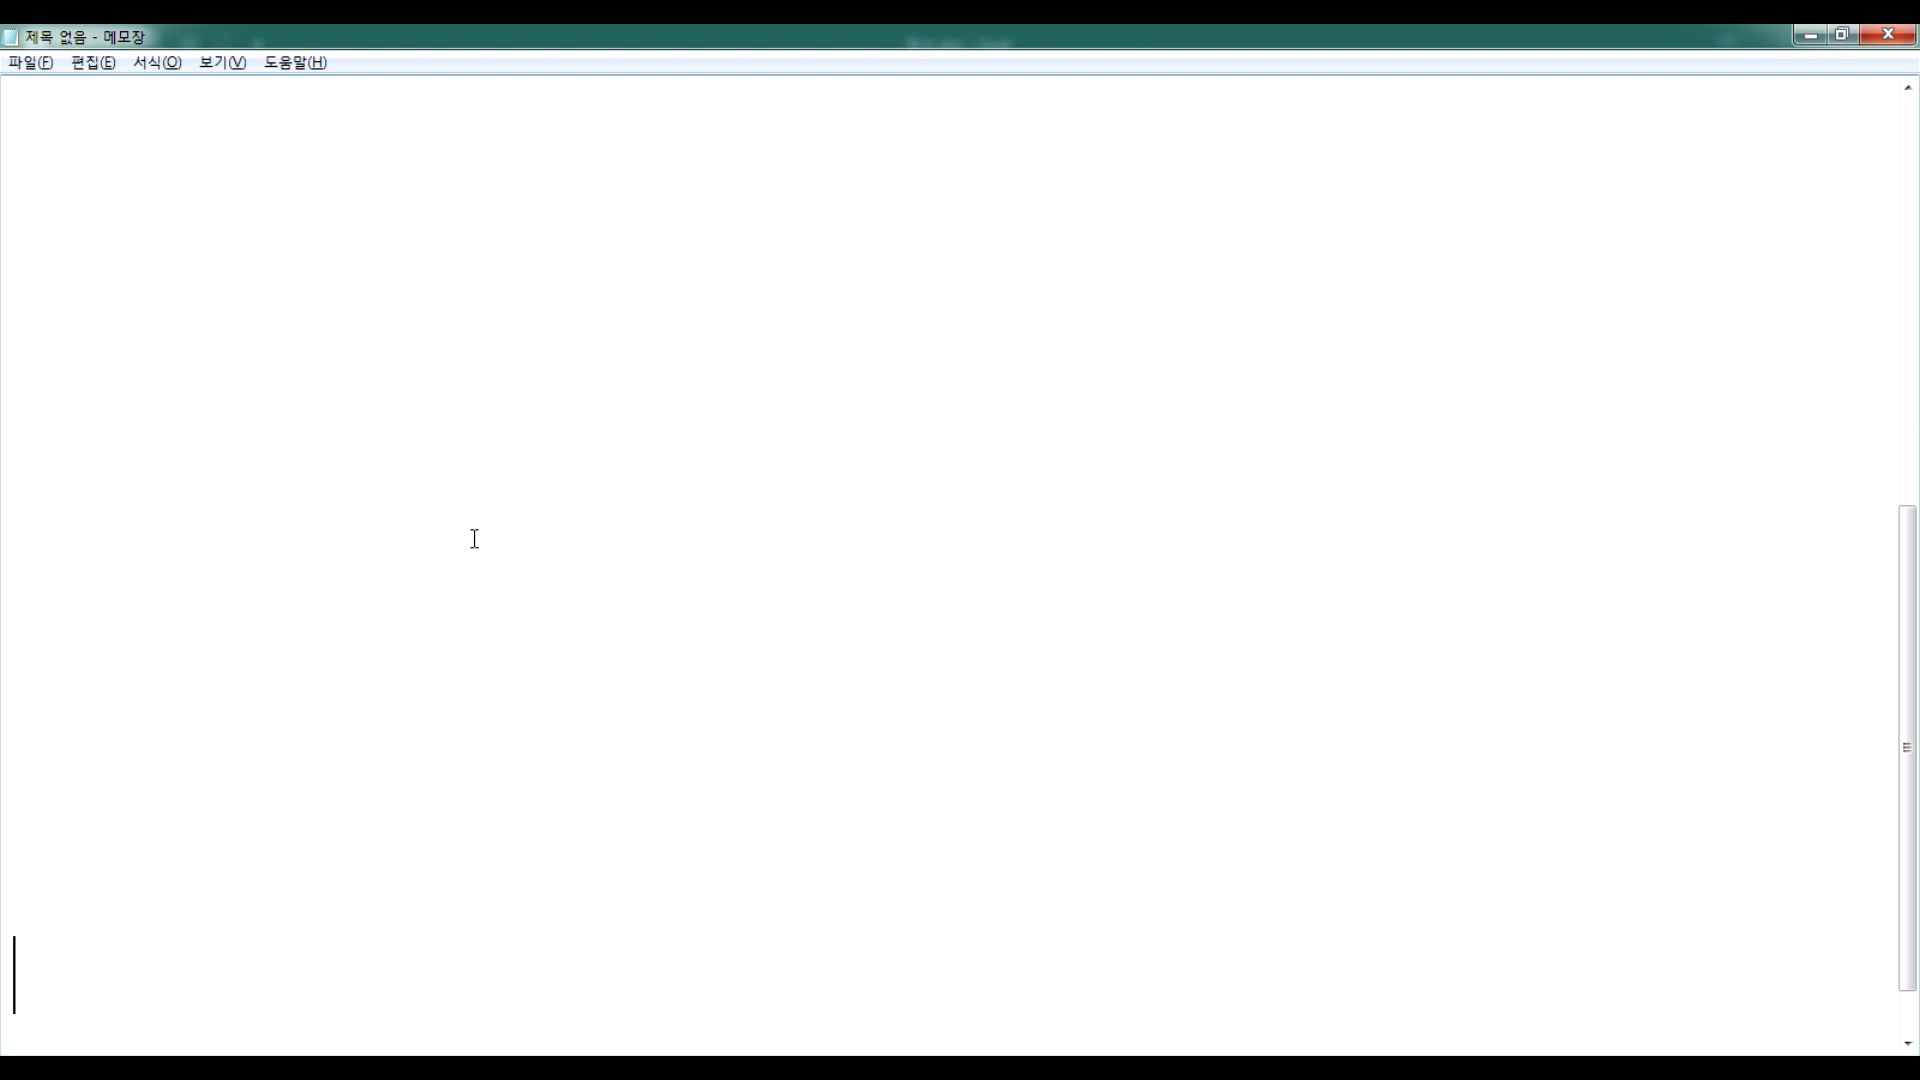 제목 없음 - 메모장
파일(F) 편집(E) 서식(O) 보기(V) 도움말(H)